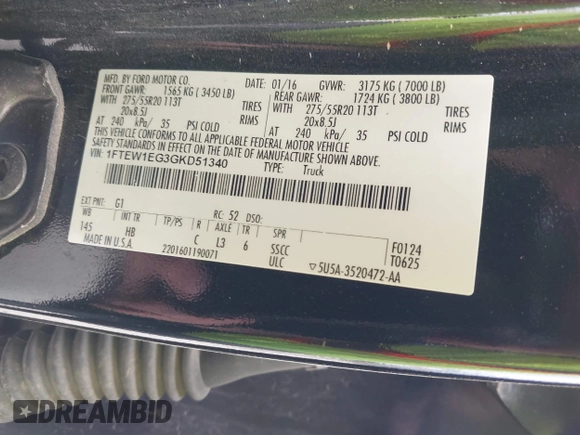 MFD. BY FORD MOTOR CO.
DATE: 01/16 GVWR: 3175 KG ( 7000 LB)
FRONT GAWR: 1565 KG ( 3450 LB) REAR GAWR: 1724 KG ( 3800 LB)
WITH 275/55R20 113T TIRES WITH 275/55R20 113T TIRES
20x8.5J RIMS 20x8.5J RIMS
AT 240 kPa/ 35 PSI COLD AT 240 kPa/ 35 PSI COLD
THIS VEHICLE CONFORMS TO ALL APPLICABLE FEDERAL MOTOR VEHICLE
SAFETY STANDARDS IN EFFECT ON THE DATE OF MANUFACTURE SHOWN ABOVE.
VIN: 1FTEW1EG3GKD51340 TYPE: Truck
EXT PNT: G1 RC: 52 DSO:
WB INT TR TP/PS R AXLE TR SPR
145 HB C L3 6 SSCC F0124
MADE IN U.S.A. 2201601190071 ULC T0625
▽5U5A-3520472-AA
DREAMBID